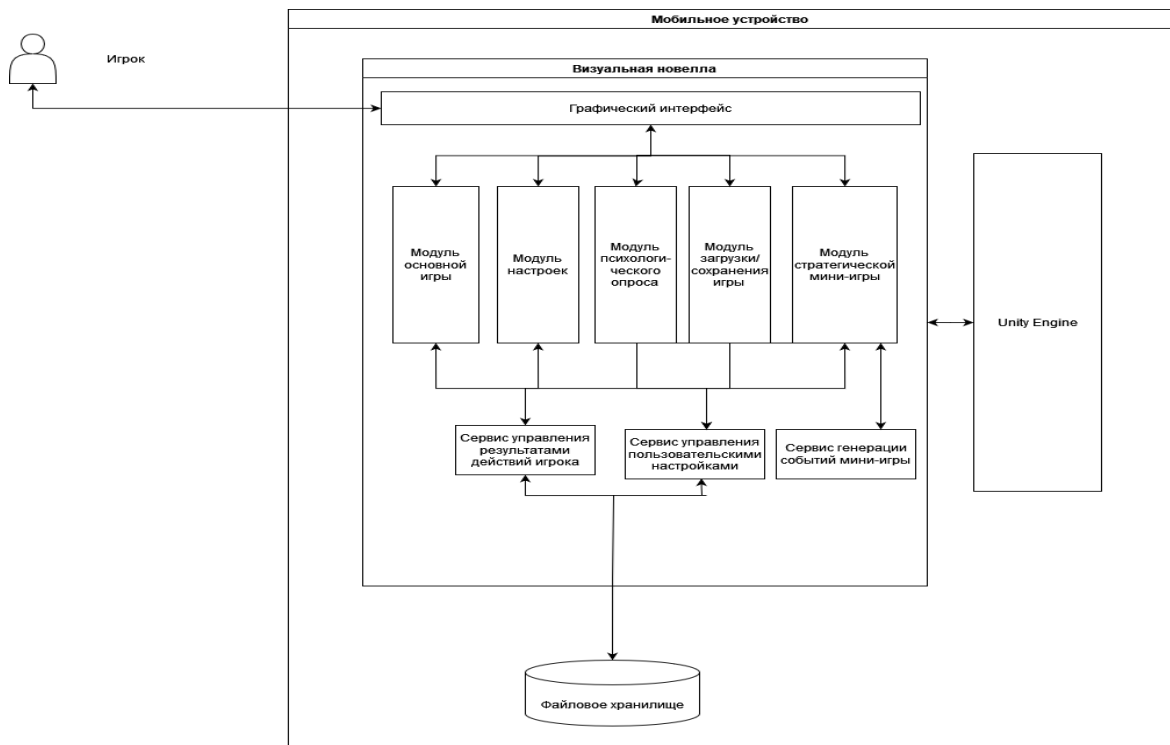 Мобильное устройство
Игрок
Визуальная новелла
Графический интерфейс
Модуль
основной
игры
Модуль
настроек
Модуль
психологи-
ческого
опроса
Модуль
загрузки/
сохранения
игры
Модуль
стратегической
мини-игры
Unity Engine
Сервис управления
результатами
действий игрока
Сервис управления
пользовательскими
настройками
Сервис генерации
событий мини-игры
Файловое хранилище